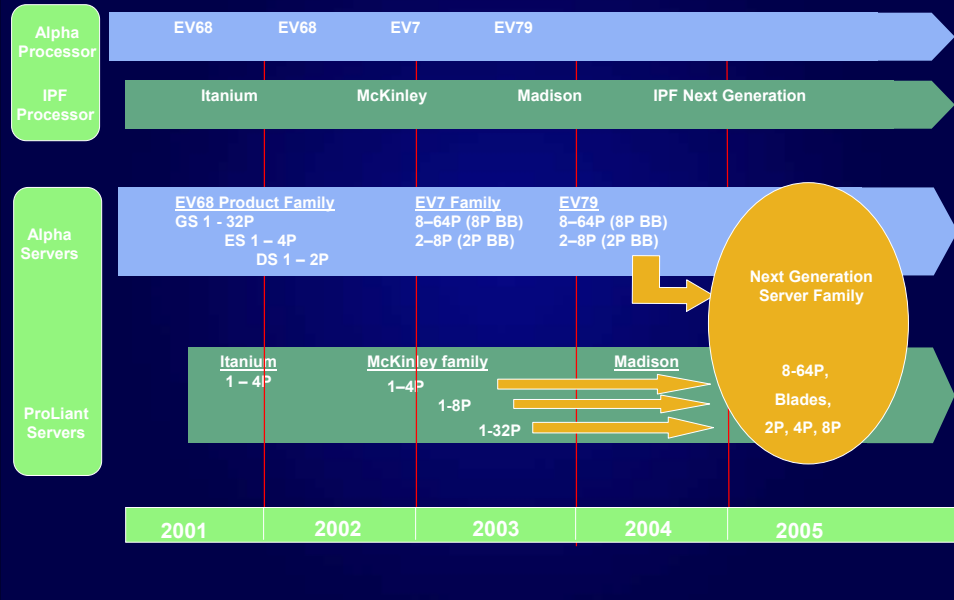 Alpha
Processor
EV68
EV68
EV7
EV79
IPF
Processor
Itanium
McKinley
Madison
IPF Next Generation
Alpha
Servers
EV68 Product Family
GS 1 - 32P
ES 1 – 4P
DS 1 – 2P
EV7 Family
8–64P (8P BB)
2–8P (2P BB)
EV79
8–64P (8P BB)
2–8P (2P BB)
Next Generation
Server Family
8-64P,
Blades,
2P, 4P, 8P
ProLiant
Servers
Itanium
1 – 4P
McKinley family
1–4P
1-8P
1-32P
Madison
2001
2002
2003
2004
2005